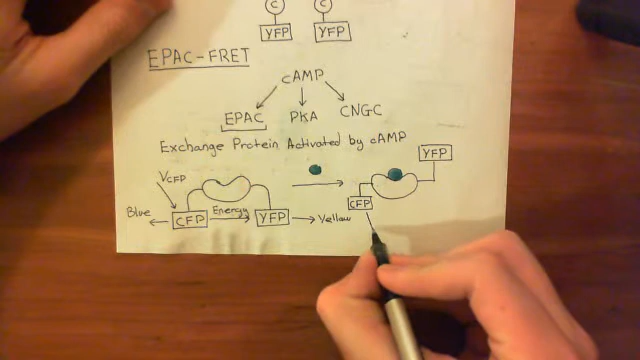 C C
YFP YFP
EPAC-FRET
cAMP
EPAC PKA CNGC
Exchange Protein Activated by cAMP
YFP
VCFP
CFP
Blue CFP Energy YFP Yellow